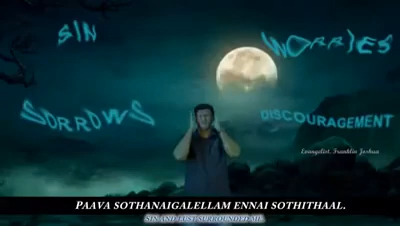 SIN
WORRIES
SORROWS
DISCOURAGEMENT
Evangelist. Franklin Joshua
PAAVA SOTHANAIGALELLAM ENNAI SOTHITHAAL.
SIN AND LUST SURROUNDED ME.